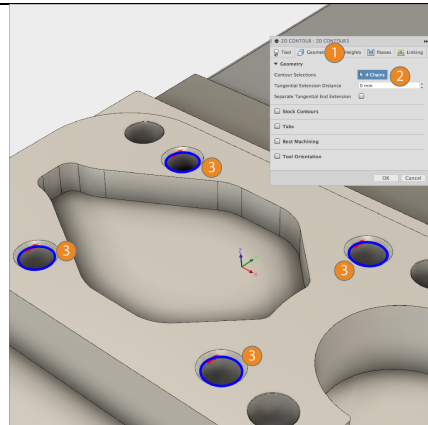 2D CONTOUR : 2D CONTOUR3
Tool Geometry 1 Heights Passes Linking
Geometry
Contour Selections 4 Chains 2
Tangential Extension Distance 0 mm
Separate Tangential End Extension
Stock Contours
Tabs
Rest Machining
Tool Orientation
OK Cancel
3
3
3
3
Z
X